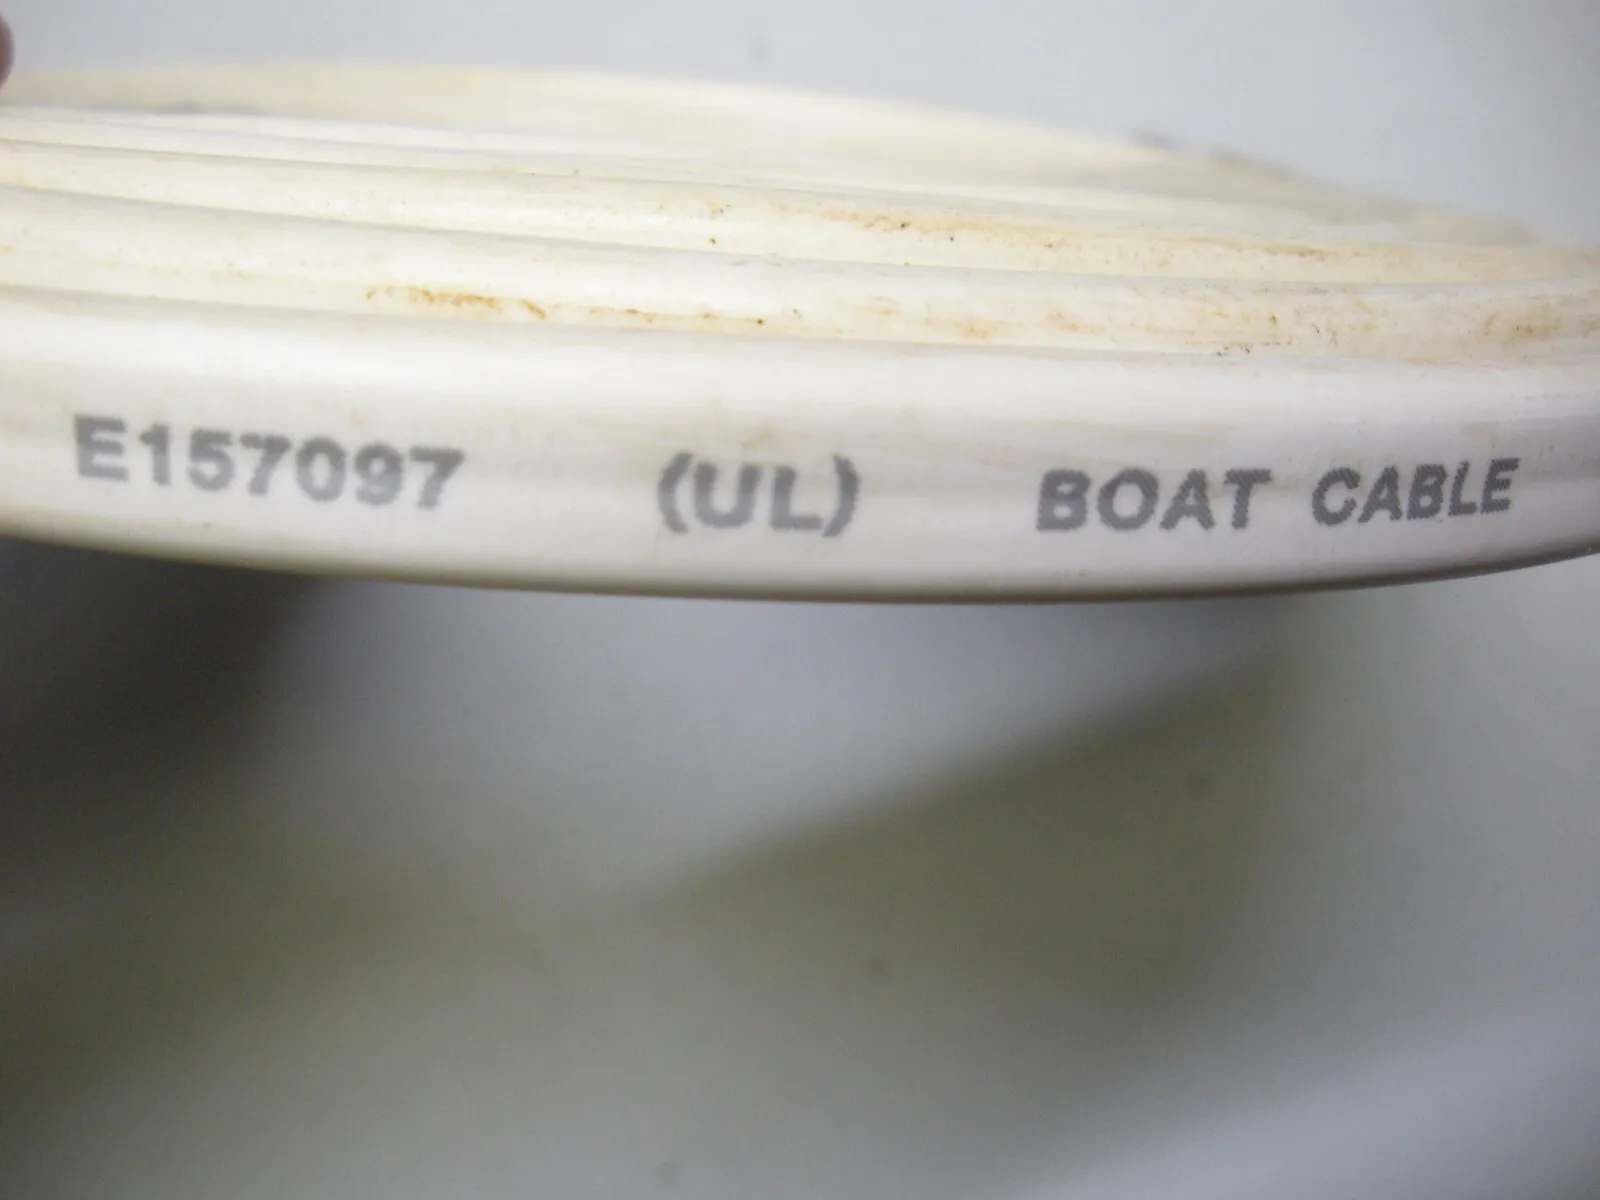 E157097 (UL) BOAT CABLE